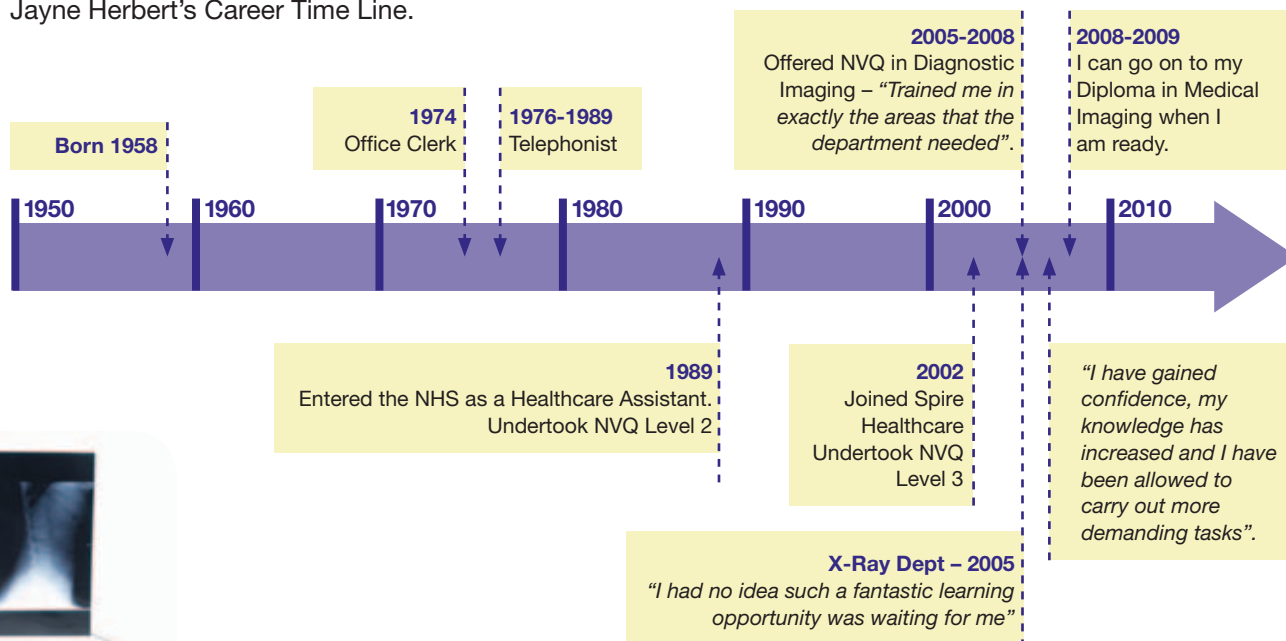 Jayne Herbert's Career Time Line.
Born 1958
1974
Office Clerk
1976-1989
Telephonist
2005-2008
Offered NVQ in Diagnostic
Imaging – "Trained me in
exactly the areas that the
department needed".
2008-2009
I can go on to my
Diploma in Medical
Imaging when I
am ready.
1950
1960
1970
1980
1990
2000
2010
1989
Entered the NHS as a Healthcare Assistant.
Undertook NVQ Level 2
2002
Joined Spire
Healthcare
Undertook NVQ
Level 3
"I have gained
confidence, my
knowledge has
increased and I have
been allowed to
carry out more
demanding tasks".
X-Ray Dept – 2005
"I had no idea such a fantastic learning
opportunity was waiting for me"